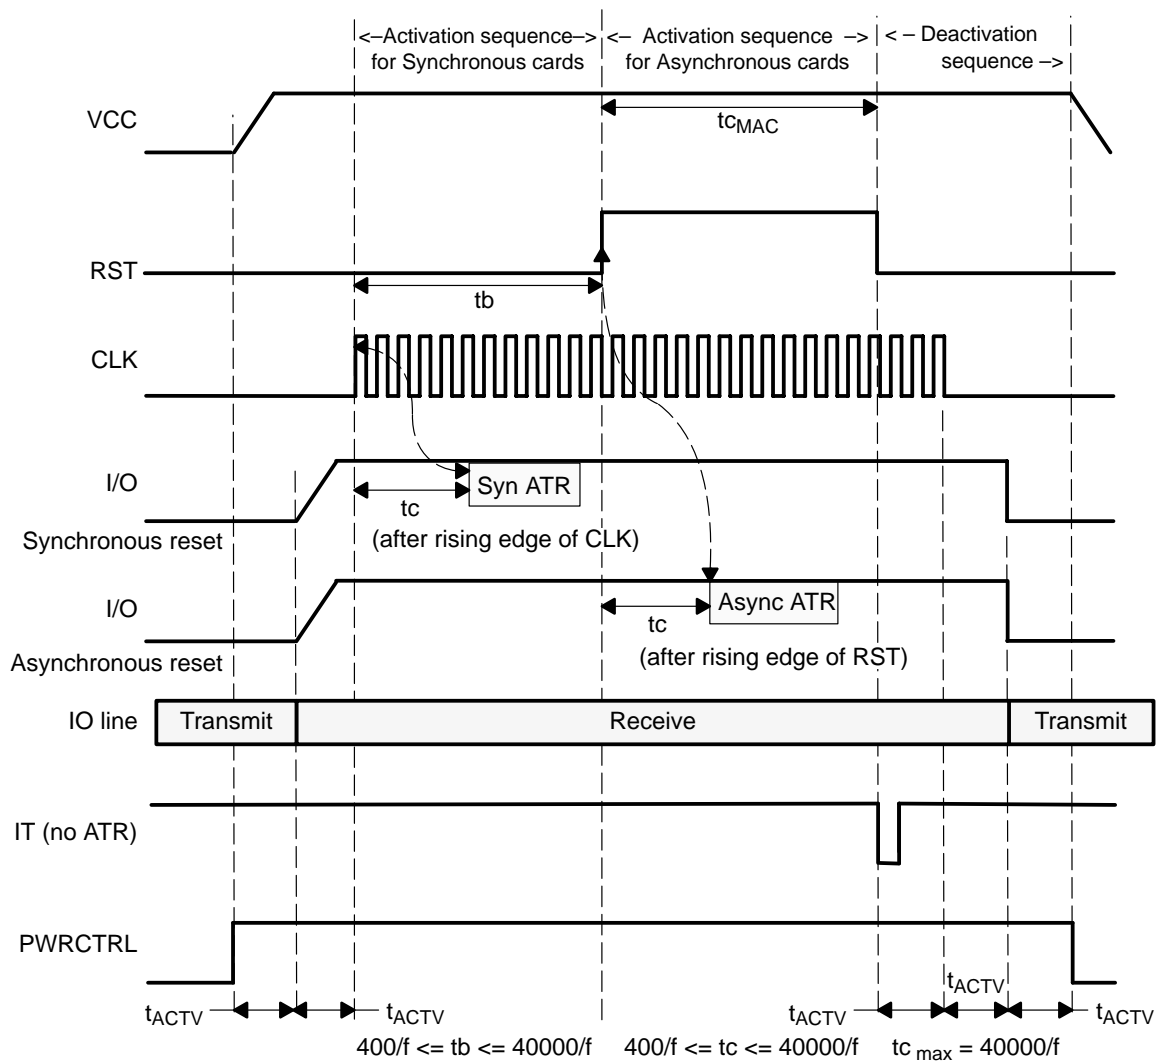 <–Activation sequence–>
for Synchronous cards
<– Activation sequence –>
for Asynchronous cards
< – Deactivation
sequence –>
VCC
tcMAC
RST
tb
CLK
I/O
Syn ATR
tc
(after rising edge of CLK)
Synchronous reset
I/O
Async ATR
tc
(after rising edge of RST)
Asynchronous reset
IO line
Transmit
Receive
Transmit
IT (no ATR)
PWRCTRL
tACTV
tACTV
tACTV
tACTV
tACTV
400/f <= tb <= 40000/f
400/f <= tc <= 40000/f
tc max = 40000/f